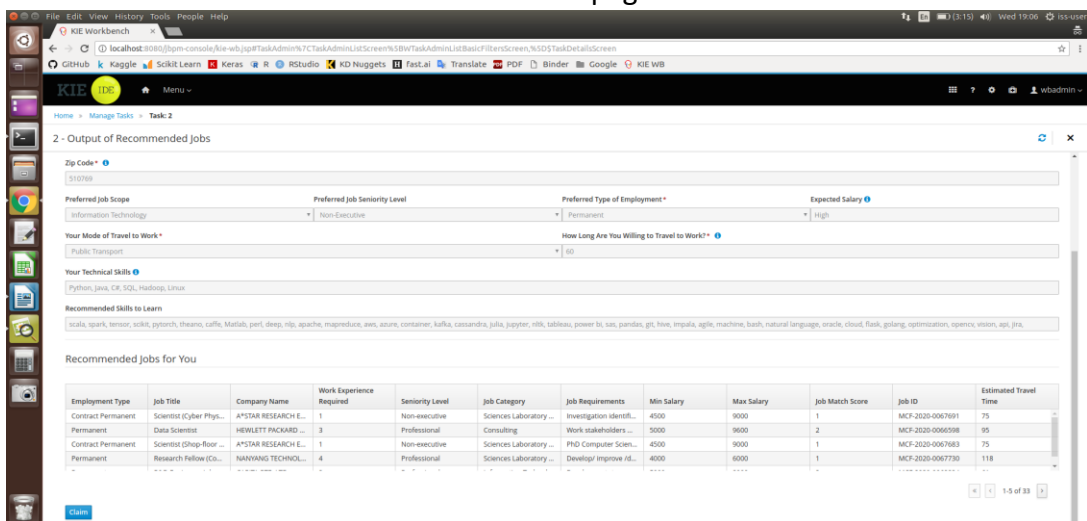 page
File Edit View History Tools People Help
En (3:15) Wed 19:06 iss-user
KIE Workbench
localhost:8080/jbpm-console/kie-wb.jsp#TaskAdmin%7CTaskAdminListScreen%5BWTaskAdminListBasicFiltersScreen,%5D$TaskDetailsScreen
GitHub Kaggle Scikit Learn Keras R RStudio KD Nuggets fast.ai Translate PDF Binder Google KIE WB
KIE IDE Menu wbadmin
Home > Manage Tasks > Task: 2
2 - Output of Recommended Jobs
Zip Code *
510769
Preferred Job Scope Preferred Job Seniority Level Preferred Type of Employment * Expected Salary
Information Technology Non-Executive Permanent High
Your Mode of Travel to Work * How Long Are You Willing to Travel to Work? *
Public Transport 60
Your Technical Skills
Python, Java, C#, SQL, Hadoop, Linux
Recommended Skills to Learn
scala, spark, tensor, scikit, pytorch, theano, caffe, Matlab, perl, deep, nlp, apache, mapreduce, aws, azure, container, kafka, cassandra, julia, jupyter, nltk, tableau, power bi, sas, pandas, git, hive, impala, agile, machine, bash, natural language, oracle, cloud, flask, golang, optimization, opencv, vision, api, jira,
Recommended Jobs for You
Employment Type Job Title Company Name Work Experience Required Seniority Level Job Category Job Requirements Min Salary Max Salary Job Match Score Job ID Estimated Travel Time
Contract Permanent Scientist (Cyber Phys... A*STAR RESEARCH E... 1 Non-executive Sciences Laboratory ... Investigation identifi... 4500 9000 1 MCF-2020-0067691 75
Permanent Data Scientist HEWLETT PACKARD ... 3 Professional Consulting Work stakeholders ... 5000 9600 2 MCF-2020-0066598 95
Contract Permanent Scientist (Shop-floor ... A*STAR RESEARCH E... 1 Non-executive Sciences Laboratory ... PhD Computer Scien... 4500 9000 1 MCF-2020-0067683 75
Permanent Research Fellow (Co... NANYANG TECHNOL... 4 Professional Sciences Laboratory ... Develop/ improve /d... 4000 6000 1 MCF-2020-0067730 118
1-5 of 33
Claim